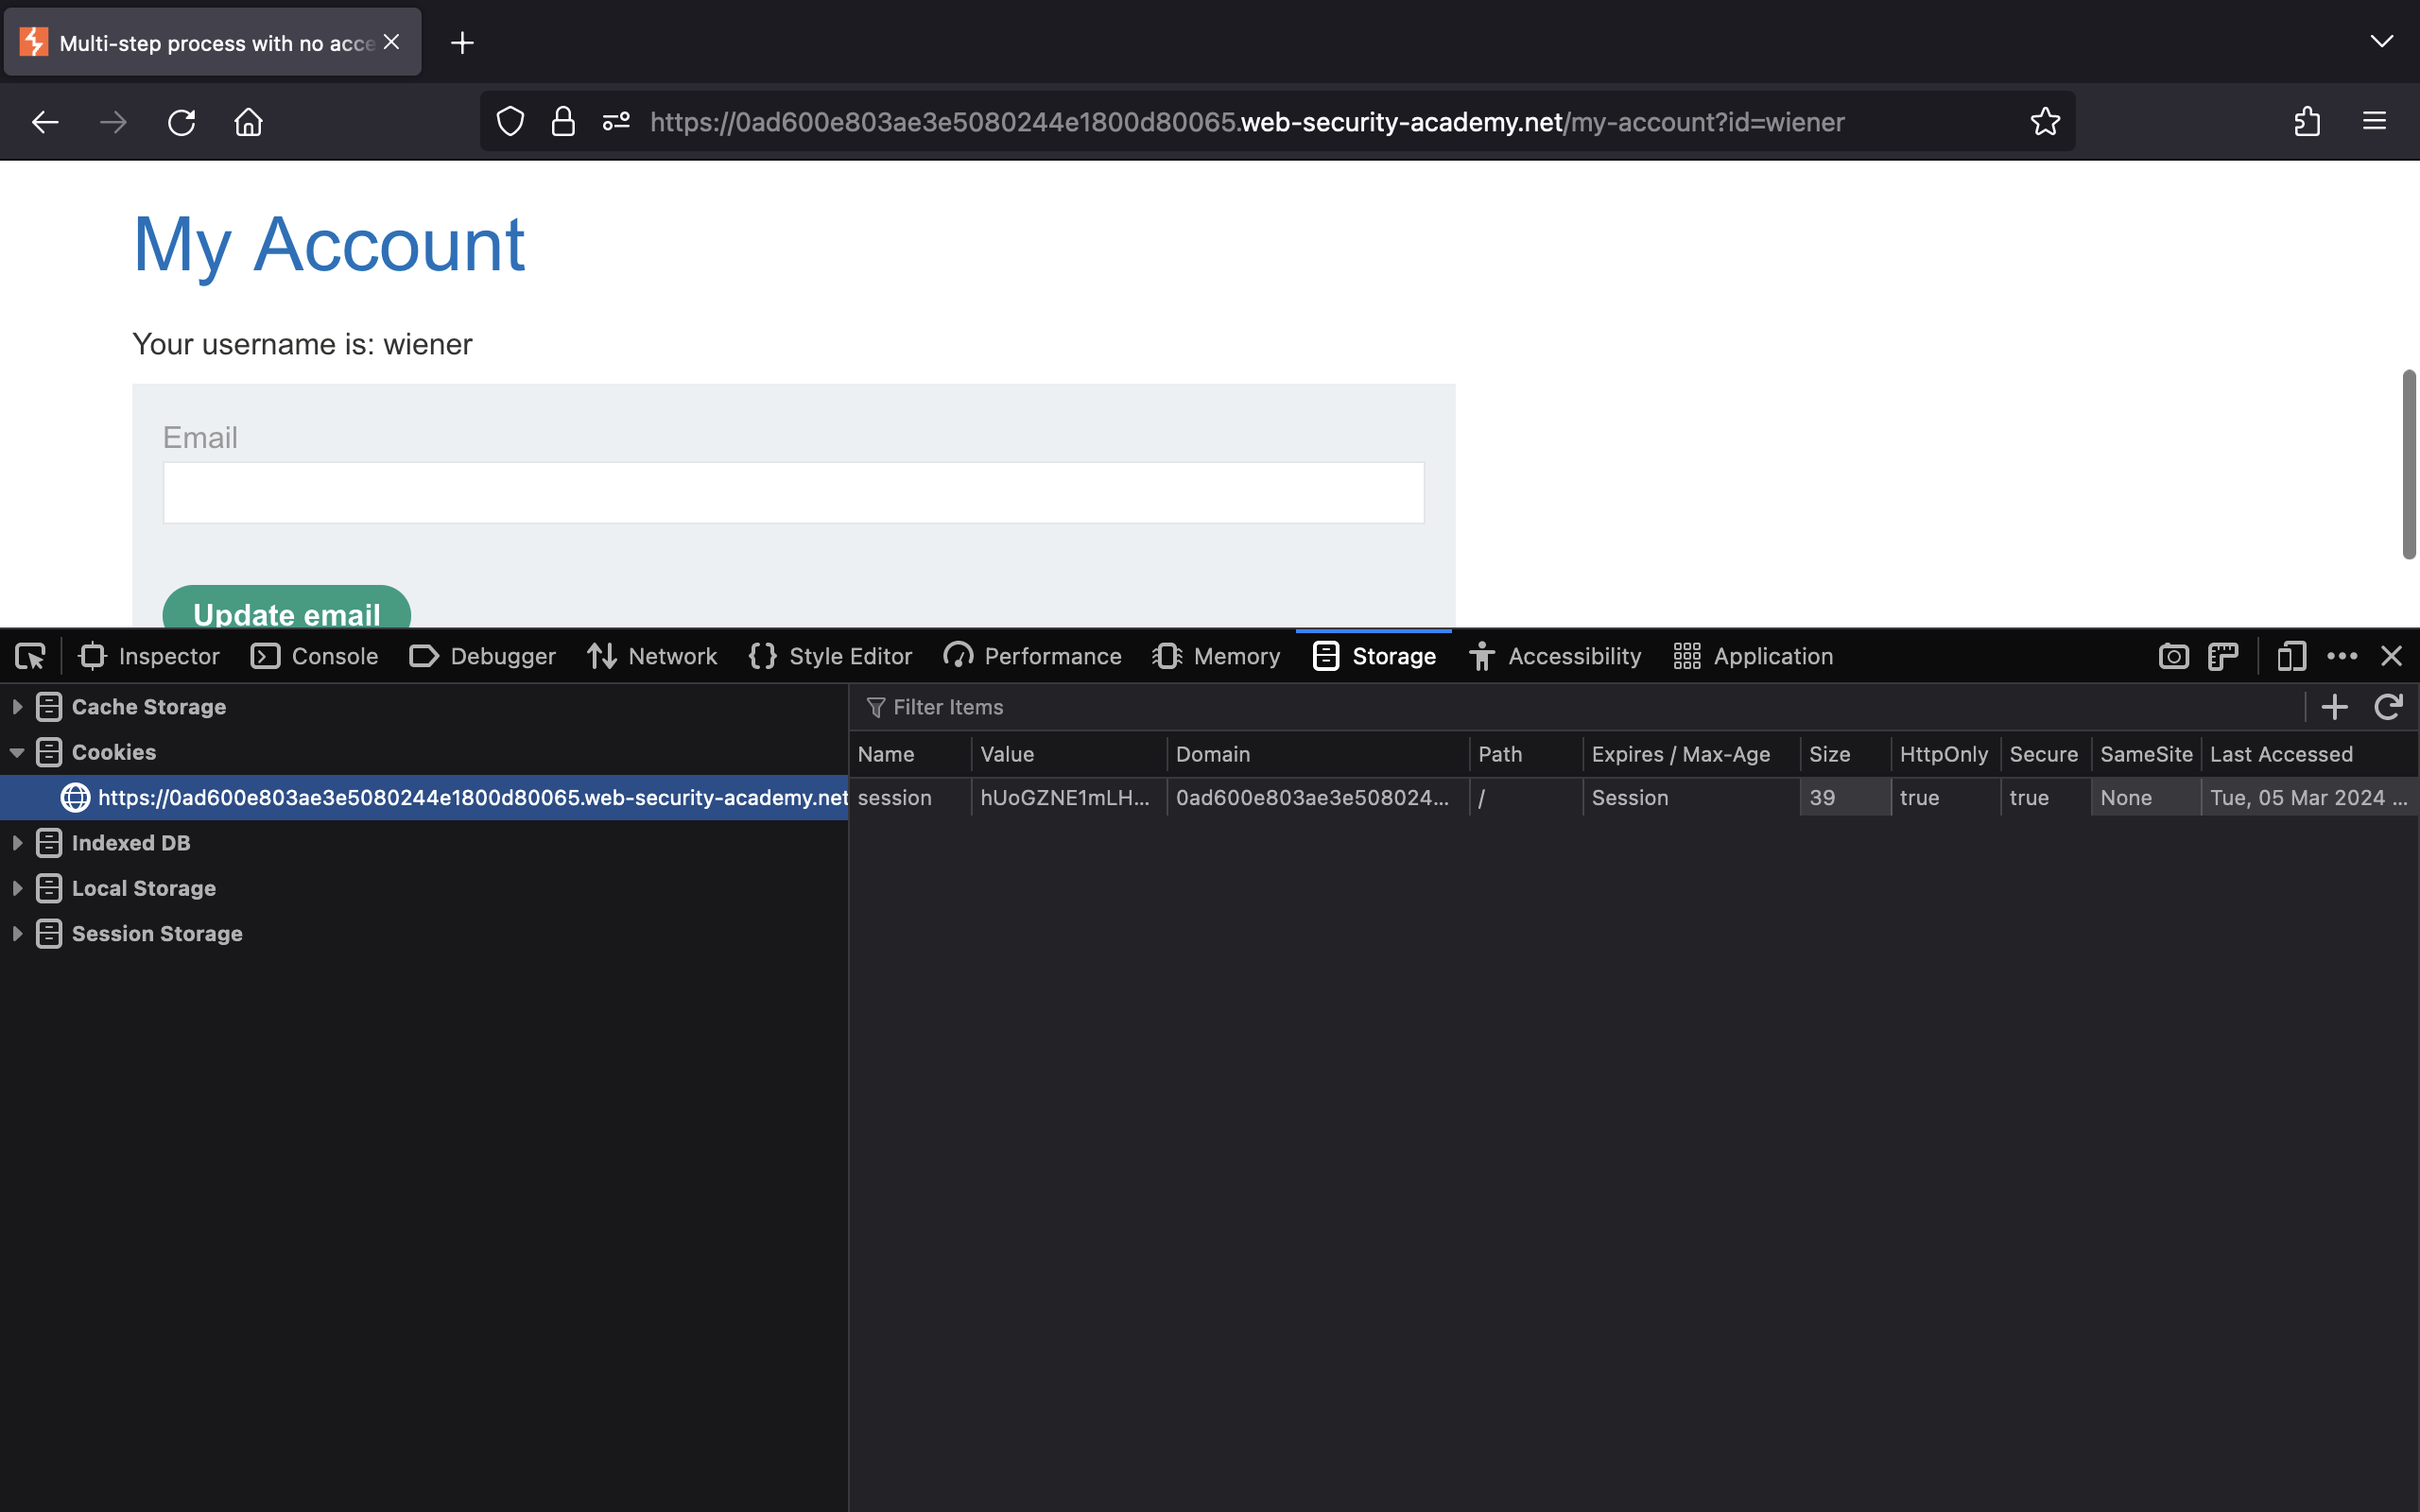 Multi-step process with no acce
https://0ad600e803ae3e5080244e1800d80065.web-security-academy.net/my-account?id=wiener
My Account
Your username is: wiener
Email
Update email
Inspector Console Debugger Network Style Editor Performance Memory Storage Accessibility Application
Cache Storage
Cookies
https://0ad600e803ae3e5080244e1800d80065.web-security-academy.net
Indexed DB
Local Storage
Session Storage
Filter Items
Name Value Domain Path Expires / Max-Age Size HttpOnly Secure SameSite Last Accessed
session hUoGZNE1mLH... 0ad600e803ae3e508024... / Session 39 true true None Tue, 05 Mar 2024 ...